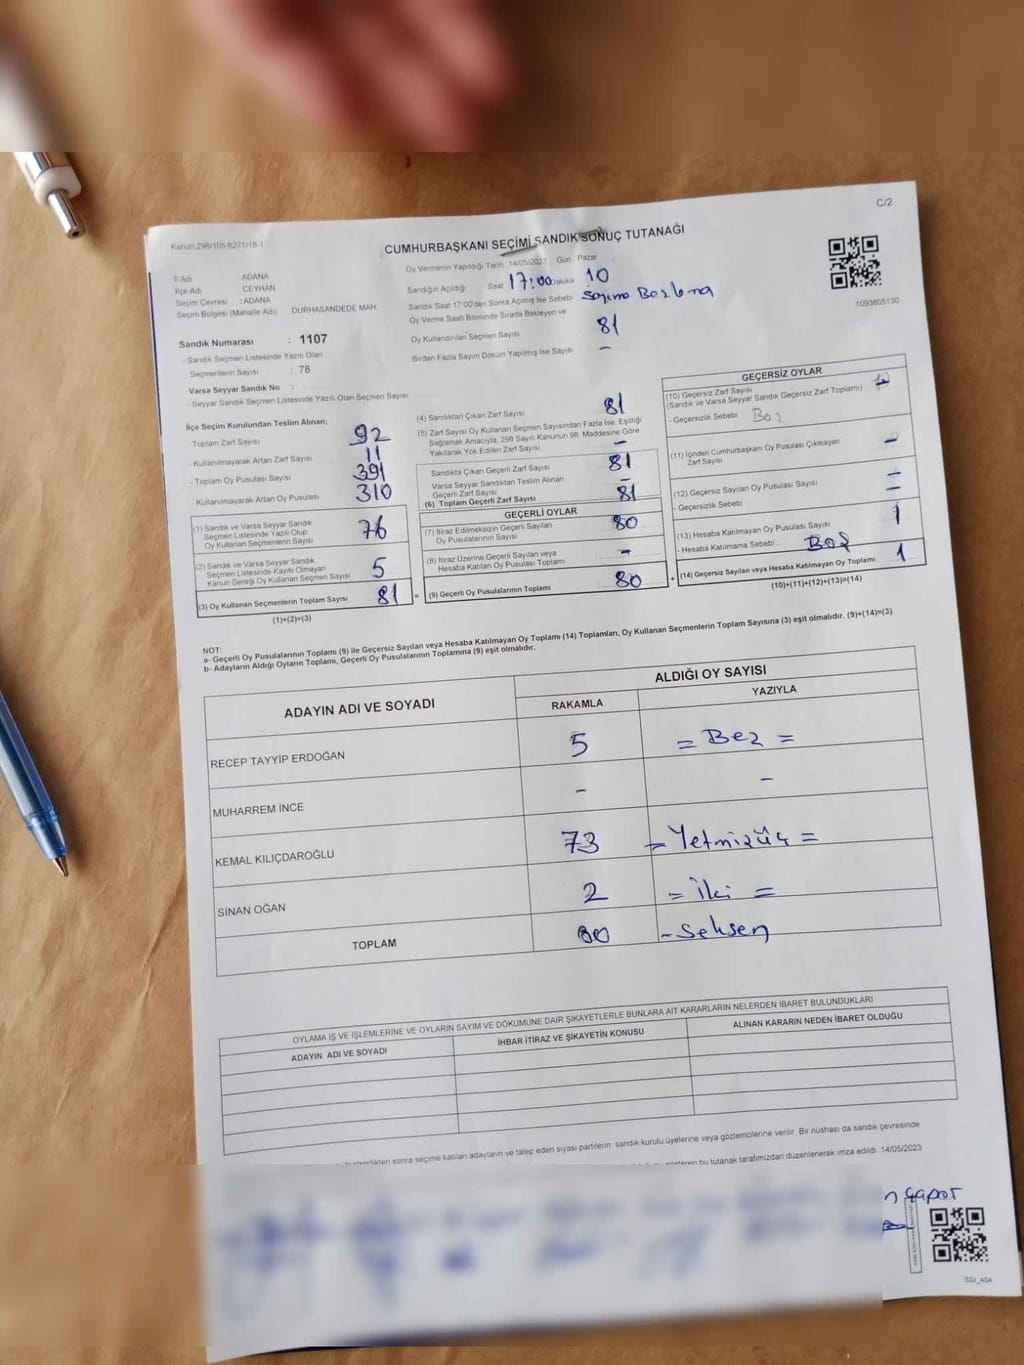 C/2
Kanun:298/105 6271/18-1
CUMHURBAŞKANI SEÇİMİ SANDIK SONUÇ TUTANAĞI
İl Adı ADANA
İlçe Adı CEYHAN
Seçim Çevresi : ADANA
Seçim Bölgesi (Mahalle Adı) DURHASANDEDE MAH.
Sandık Numarası : 1107
- Sandık Seçmen Listesinde Yazılı Olan
Seçmenlerin Sayısı : 78
Varsa Seyyar Sandık No :
- Seyyar Sandık Seçmen Listesinde Yazılı Olan Seçmen Sayısı
Oy Vermenin Yapıldığı Tarih 14/05/2023 Gün Pazar
Sandığın Açıldığı: Saat 17:00 Dakika 10
Sandık Saat 17.00'den Sonra Açılmış İse Sebebi
Oy Verme Saati Bitiminde Sırada Bekleyen ve
Oy Kullandırılan Seçmen Sayısı 81
Birden Fazla Sayım Döküm Yapılmış İse Sayısı -
1093805130
İlçe Seçim Kurulundan Teslim Alınan;
- Toplam Zarf Sayısı 92
- Kullanılmayarak Artan Zarf Sayısı 11
- Toplam Oy Pusulası Sayısı 391
- Kullanılmayarak Artan Oy Pusulası 310
(1) Sandık ve Varsa Seyyar Sandık
Seçmen Listesinde Yazılı Olup
Oy Kullanan Seçmenlerin Sayısı 76
(2) Sandık ve Varsa Seyyar Sandık
Seçmen Listesinde Kayıtlı Olmayan
Kanun Gereği Oy Kullanan Seçmen Sayısı 5
(3) Oy Kullanan Seçmenlerin Toplam Sayısı 81
(1)+(2)=(3)
(4) Sandıktan Çıkan Zarf Sayısı 81
(5) Zarf Sayısı Oy Kullanan Seçmen Sayısından Fazla İse, Eşitliği
Sağlamak Amacıyla, 298 Sayılı Kanunun 98. Maddesine Göre
Yakılarak Yok Edilen Zarf Sayısı -
Sandıkta Çıkan Geçerli Zarf Sayısı 81
Varsa Seyyar Sandıktan Teslim Alınan
Geçerli Zarf Sayısı -
(6) Toplam Geçerli Zarf Sayısı 81
GEÇERLİ OYLAR
(7) İtiraz Edilmeksizin Geçerli Sayılan
Oy Pusulalarının Sayısı 80
(8) İtiraz Üzerine Geçerli Sayılan veya
Hesaba Katılan Oy Pusulası Toplamı -
= (9) Geçerli Oy Pusulalarının Toplamı 80
GEÇERSİZ OYLAR
(10) Geçersiz Zarf Sayısı
(Sandık ve Varsa Seyyar Sandık Geçersiz Zarf Toplamı)
- Geçersizlik Sebebi : Boş
(11) İçinden Cumhurbaşkanı Oy Pusulası Çıkmayan
Zarf Sayısı -
(12) Geçersiz Sayılan Oy Pusulası Sayısı -
- Geçersizlik Sebebi : -
(13) Hesaba Katılmayan Oy Pusulası Sayısı 1
- Hesaba Katılmama Sebebi : Boş
+ (14) Geçersiz Sayılan veya Hesaba Katılmayan Oy Toplamı 1
(10)+(11)+(12)+(13)=(14)
NOT:
a- Geçerli Oy Pusulalarının Toplamı (9) ile Geçersiz Sayılan veya Hesaba Katılmayan Oy Toplamı (14) Toplamları, Oy Kullanan Seçmenlerin Toplam Sayısına (3) eşit olmalıdır. (9)+(14)=(3)
b- Adayların Aldığı Oyların Toplamı, Geçerli Oy Pusulalarının Toplamına (9) eşit olmalıdır.
ADAYIN ADI VE SOYADI
ALDIĞI OY SAYISI
RAKAMLA YAZIYLA
RECEP TAYYİP ERDOĞAN 5 = Beş =
MUHARREM İNCE - -
KEMAL KILIÇDAROĞLU 73 = Yetmişüç =
SİNAN OĞAN 2 = İki =
TOPLAM 80 - Seksen
OYLAMA İŞ VE İŞLEMLERİNE VE OYLARIN SAYIM VE DÖKÜMÜNE DAİR ŞİKAYETLERLE BUNLARA AİT KARARLARIN NELERDEN İBARET BULUNDUKLARI
ADAYIN ADI VE SOYADI
İHBAR İTİRAZ VE ŞİKAYETİN KONUSU
ALINAN KARARIN NEDEN İBARET OLDUĞU
sonra seçime katılan adayların ve talep eden siyasi partilerin sandık kurulu üyelerine veya gözlemcilerine verilir. Bir nüshası da sandık çevresinde
bu tutanak tarafımızdan düzenlenerek imza edildi. 14/05/2023
SSI_404